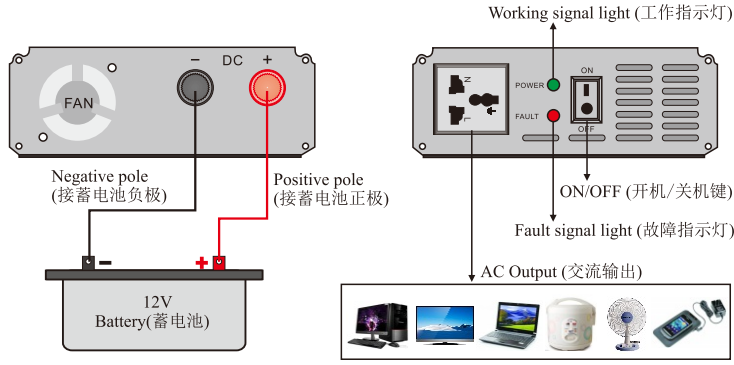 Working signal light (工作指示灯)
− DC +
FAN
N
L
POWER
FAULT
ON
OFF
Negative pole
(接蓄电池负极)
Positive pole
(接蓄电池正极)
ON/OFF (开机/关机键)
Fault signal light (故障指示灯)
AC Output (交流输出)
− +
12V
Battery(蓄电池)